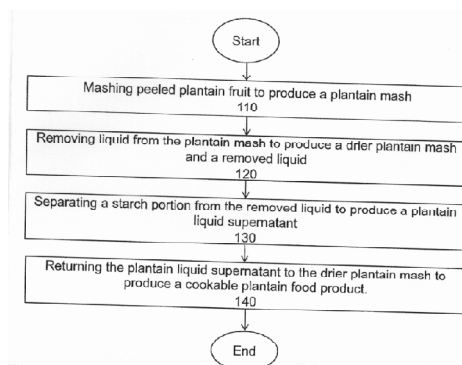 Start
Mashing peeled plantain fruit to produce a plantain mash
110
Removing liquid from the plantain mash to produce a drier plantain mash
and a removed liquid
120
Separating a starch portion from the removed liquid to produce a plantain
liquid supernatant
130
Returning the plantain liquid supernatant to the drier plantain mash to
produce a cookable plantain food product.
140
End